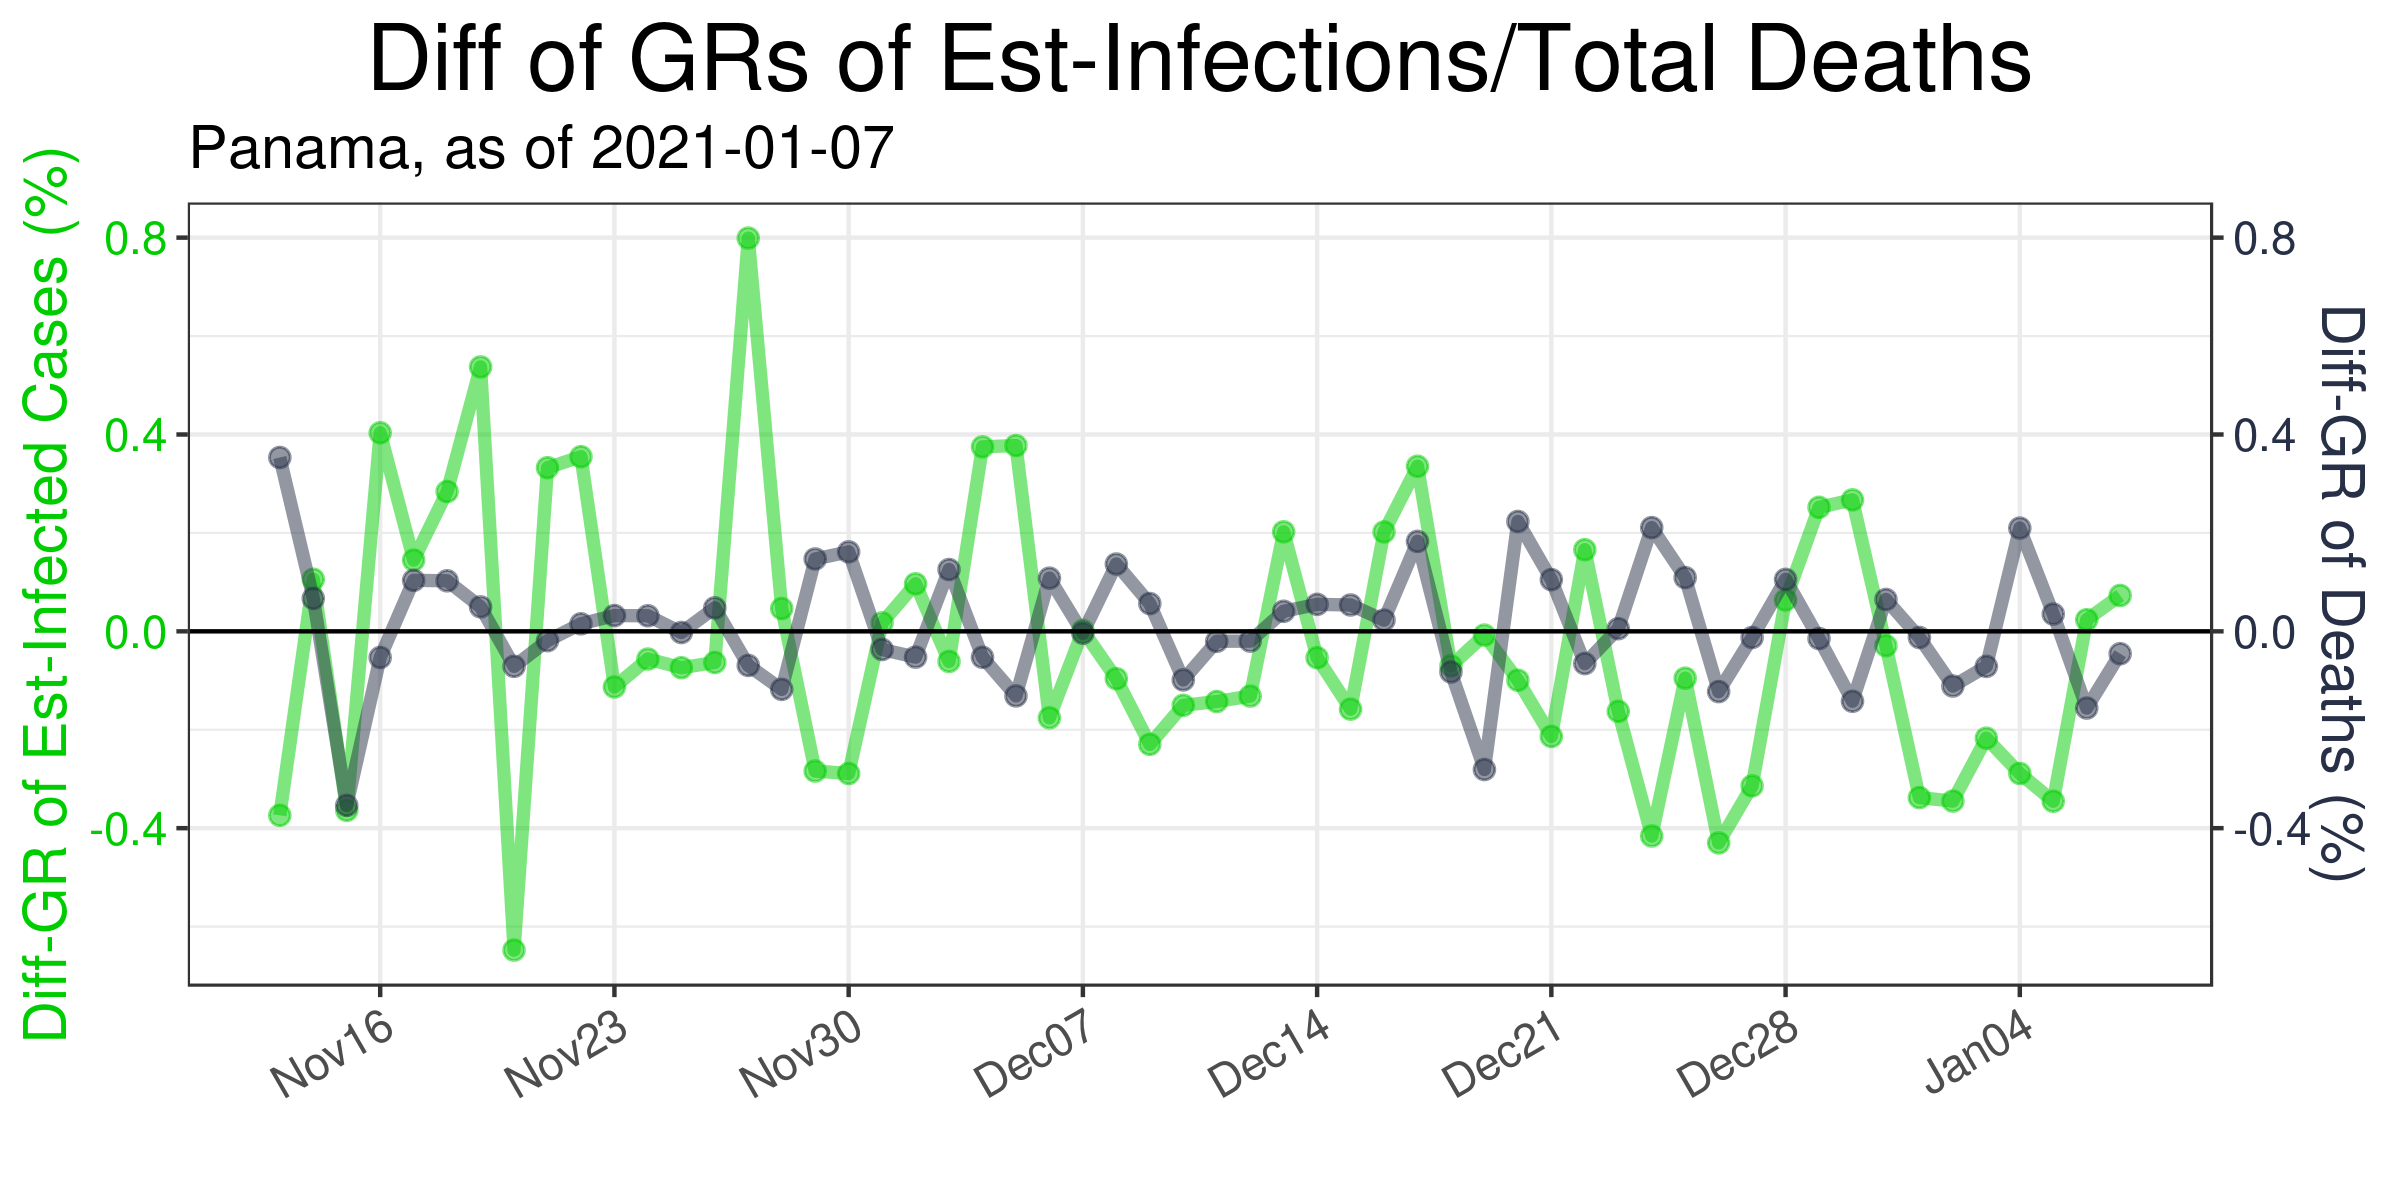 Diff of GRs of Est-Infections/Total Deaths
Panama, as of 2021-01-07
Diff-GR of Est-Infected Cases (%)
0.8
0.4
0.0
-0.4
0.8
0.4
0.0
-0.4
Diff-GR of Deaths (%)
Nov16
Nov23
Nov30
Dec07
Dec14
Dec21
Dec28
Jan04